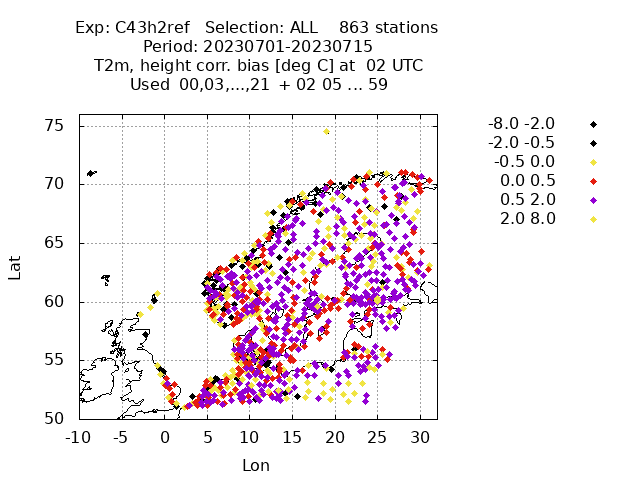 Exp: C43h2ref   Selection: ALL    863 stations
Period: 20230701-20230715
T2m, height corr. bias [deg C] at  02 UTC
Used  00,03,...,21  + 02 05 ... 59
-8.0 -2.0
-2.0 -0.5
-0.5 0.0
0.0 0.5
0.5 2.0
2.0 8.0
75
70
65
60
55
50
Lat
-10 -5 0 5 10 15 20 25 30
Lon